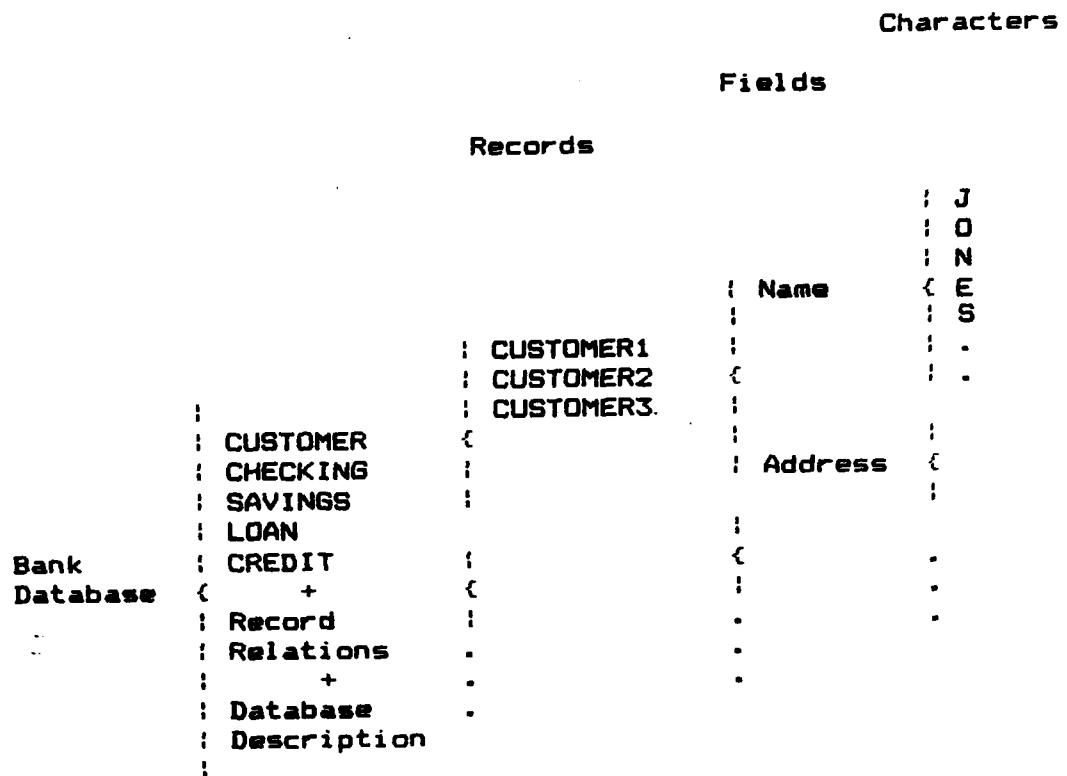 Characters
Fields
Records
¦ J
¦ O
¦ N
¦ Name { E
¦ ¦ S
¦ CUSTOMER1 ¦ ¦ .
¦ CUSTOMER2 { ¦ .
¦ ¦ CUSTOMER3. ¦
¦ CUSTOMER { ¦ ¦
¦ CHECKING ¦ ¦ Address {
¦ SAVINGS ¦ ¦
¦ LOAN ¦
Bank ¦ CREDIT ¦ { .
Database { + { ¦ .
¦ Record ¦ . .
¦ Relations . .
¦ + . .
¦ Database .
¦ Description
¦